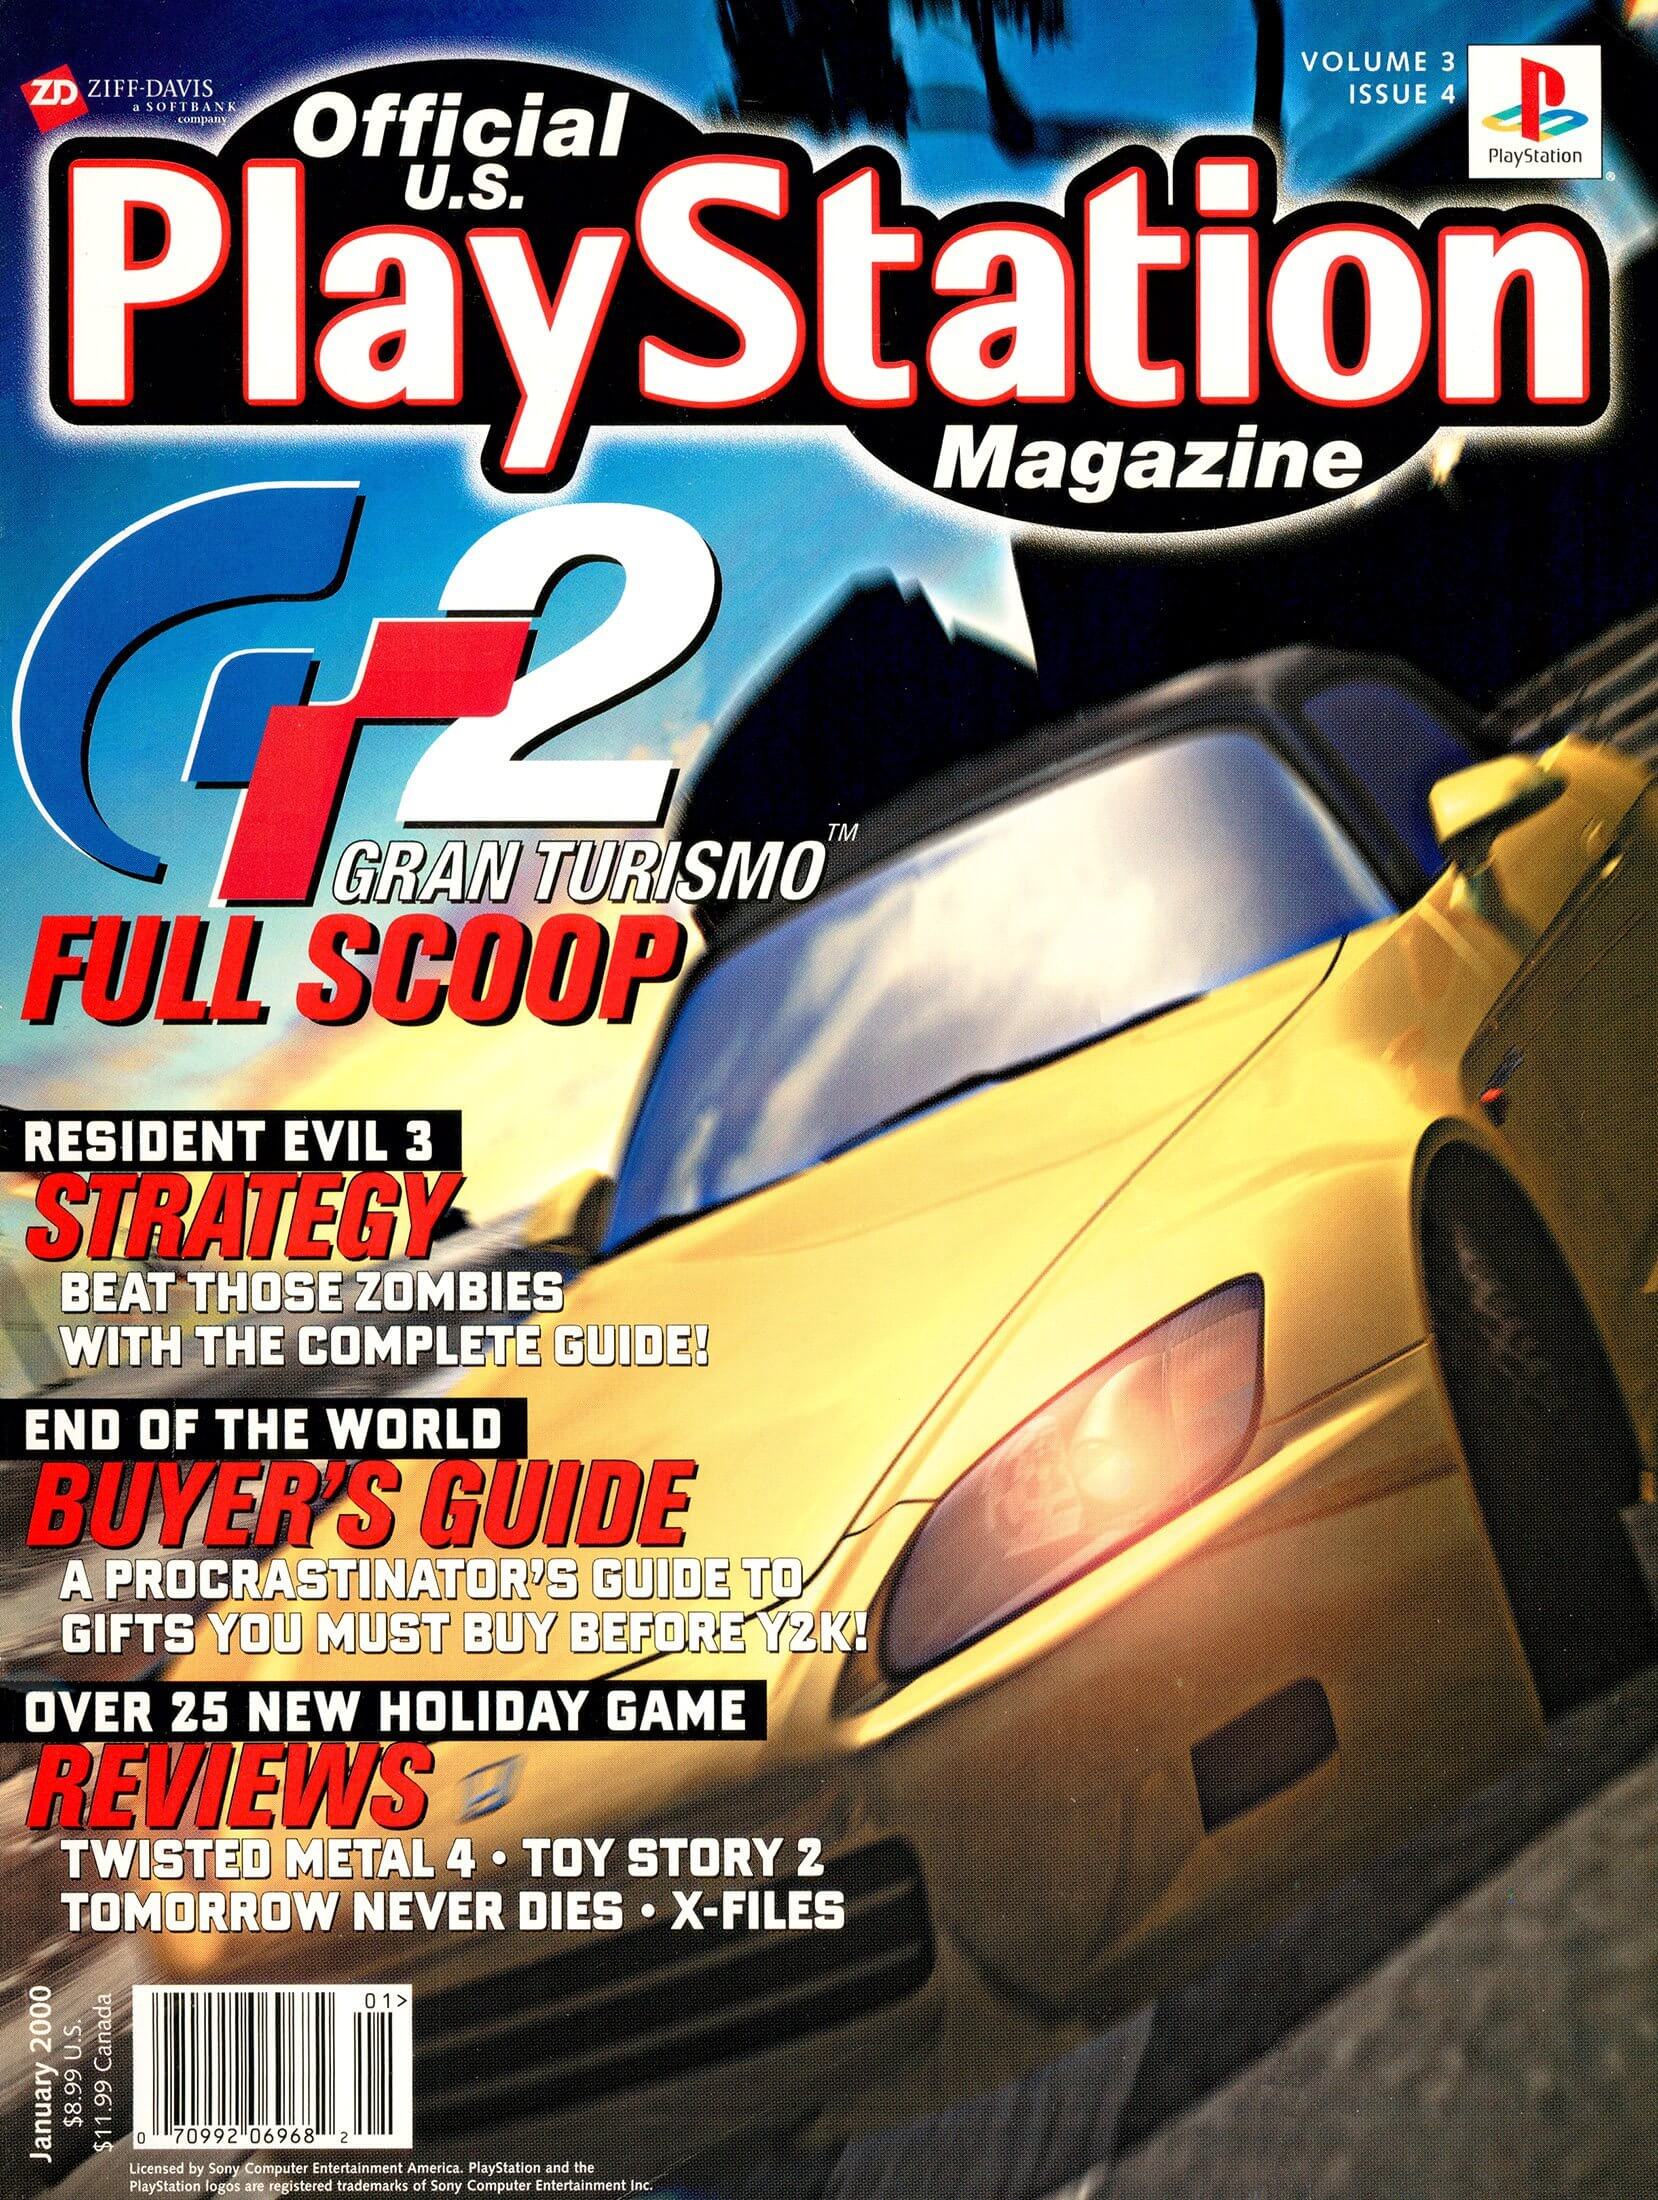 ZD ZIFF-DAVIS
a SOFTBANK
company
VOLUME 3
ISSUE 4
PlayStation
®
Official
U.S.
PlayStation
Magazine
GT2
GRAN TURISMO™
FULL SCOOP
RESIDENT EVIL 3
STRATEGY
BEAT THOSE ZOMBIES
WITH THE COMPLETE GUIDE!
END OF THE WORLD
BUYER'S GUIDE
A PROCRASTINATOR'S GUIDE TO
GIFTS YOU MUST BUY BEFORE Y2K!
OVER 25 NEW HOLIDAY GAME
REVIEWS
TWISTED METAL 4 • TOY STORY 2
TOMORROW NEVER DIES • X-FILES
January 2000
$8.99 U.S.
$11.99 Canada
01>
0 70992 06968 2
Licensed by Sony Computer Entertainment America. PlayStation and the
PlayStation logos are registered trademarks of Sony Computer Entertainment Inc.